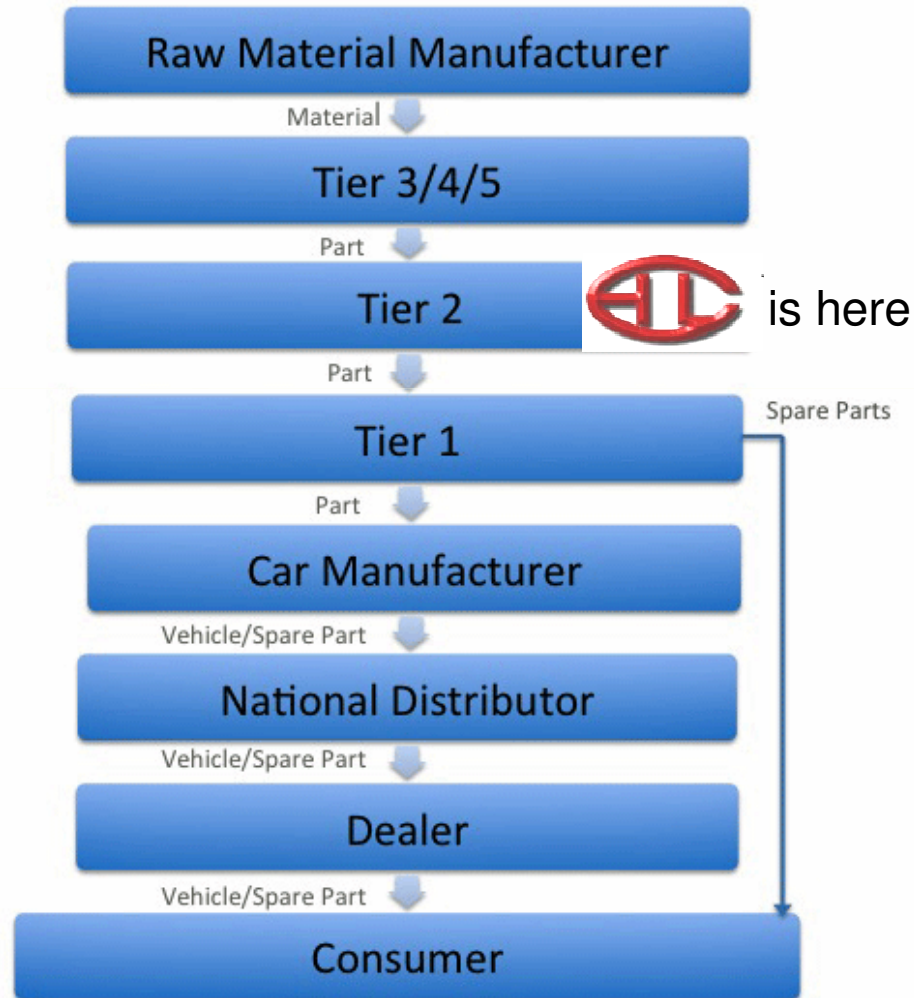 Raw Material Manufacturer
Material
Tier 3/4/5
Part
Tier 2
is here
Part
Tier 1
Spare Parts
Part
Car Manufacturer
Vehicle/Spare Part
National Distributor
Vehicle/Spare Part
Dealer
Vehicle/Spare Part
Consumer